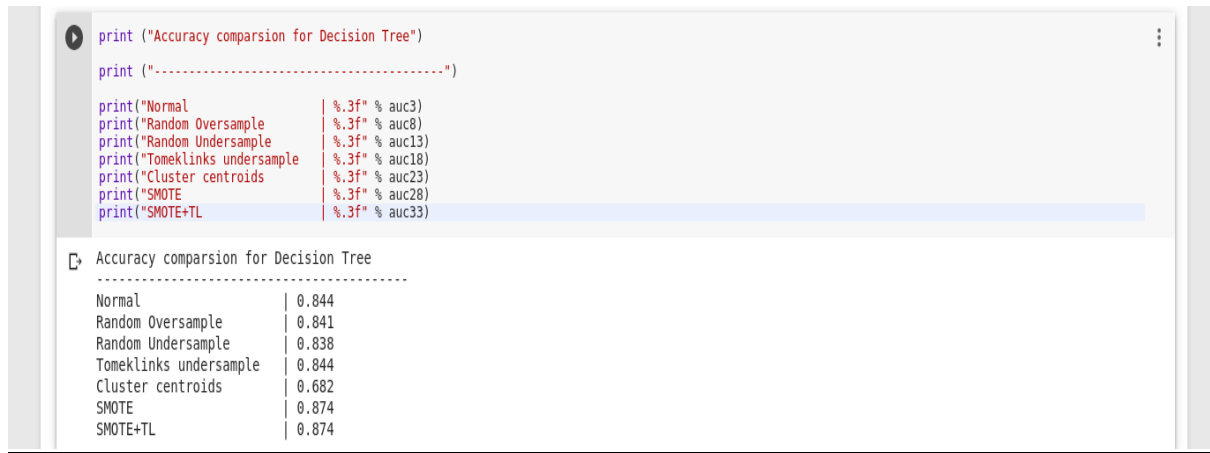 print ("Accuracy comparsion for Decision Tree")
print ("------------------------------------------")
print("Normal                    | %.3f" % auc3)
print("Random Oversample         | %.3f" % auc8)
print("Random Undersample        | %.3f" % auc13)
print("Tomeklinks undersample    | %.3f" % auc18)
print("Cluster centroids         | %.3f" % auc23)
print("SMOTE                     | %.3f" % auc28)
print("SMOTE+TL                  | %.3f" % auc33)
Accuracy comparsion for Decision Tree
------------------------------------------
Normal                    | 0.844
Random Oversample         | 0.841
Random Undersample        | 0.838
Tomeklinks undersample    | 0.844
Cluster centroids         | 0.682
SMOTE                     | 0.874
SMOTE+TL                  | 0.874